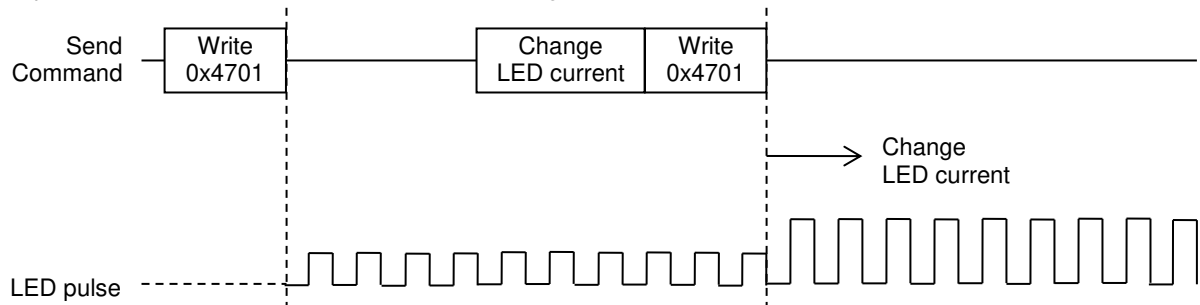 Send
Command
Write
0x4701
Change
LED current
Write
0x4701
Change
LED current
LED pulse